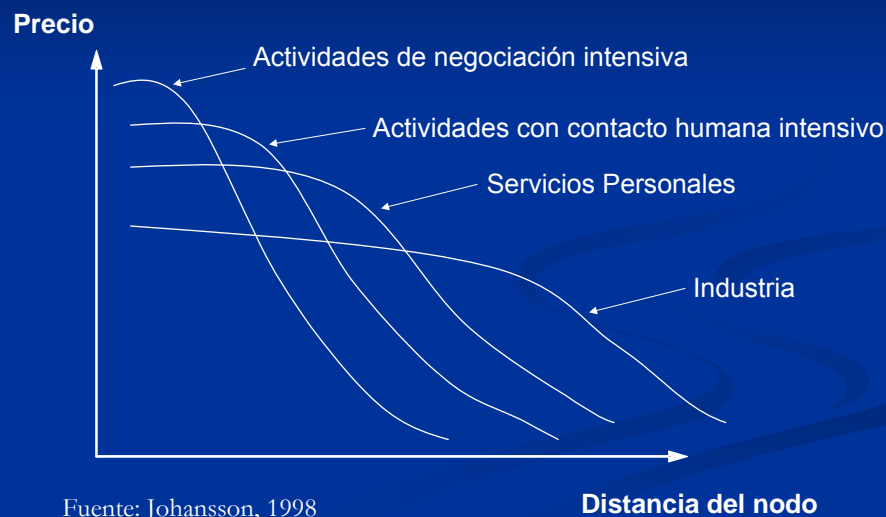 Precio
Actividades de negociación intensiva
Actividades con contacto humana intensivo
Servicios Personales
Industria
Fuente: Johansson, 1998
Distancia del nodo